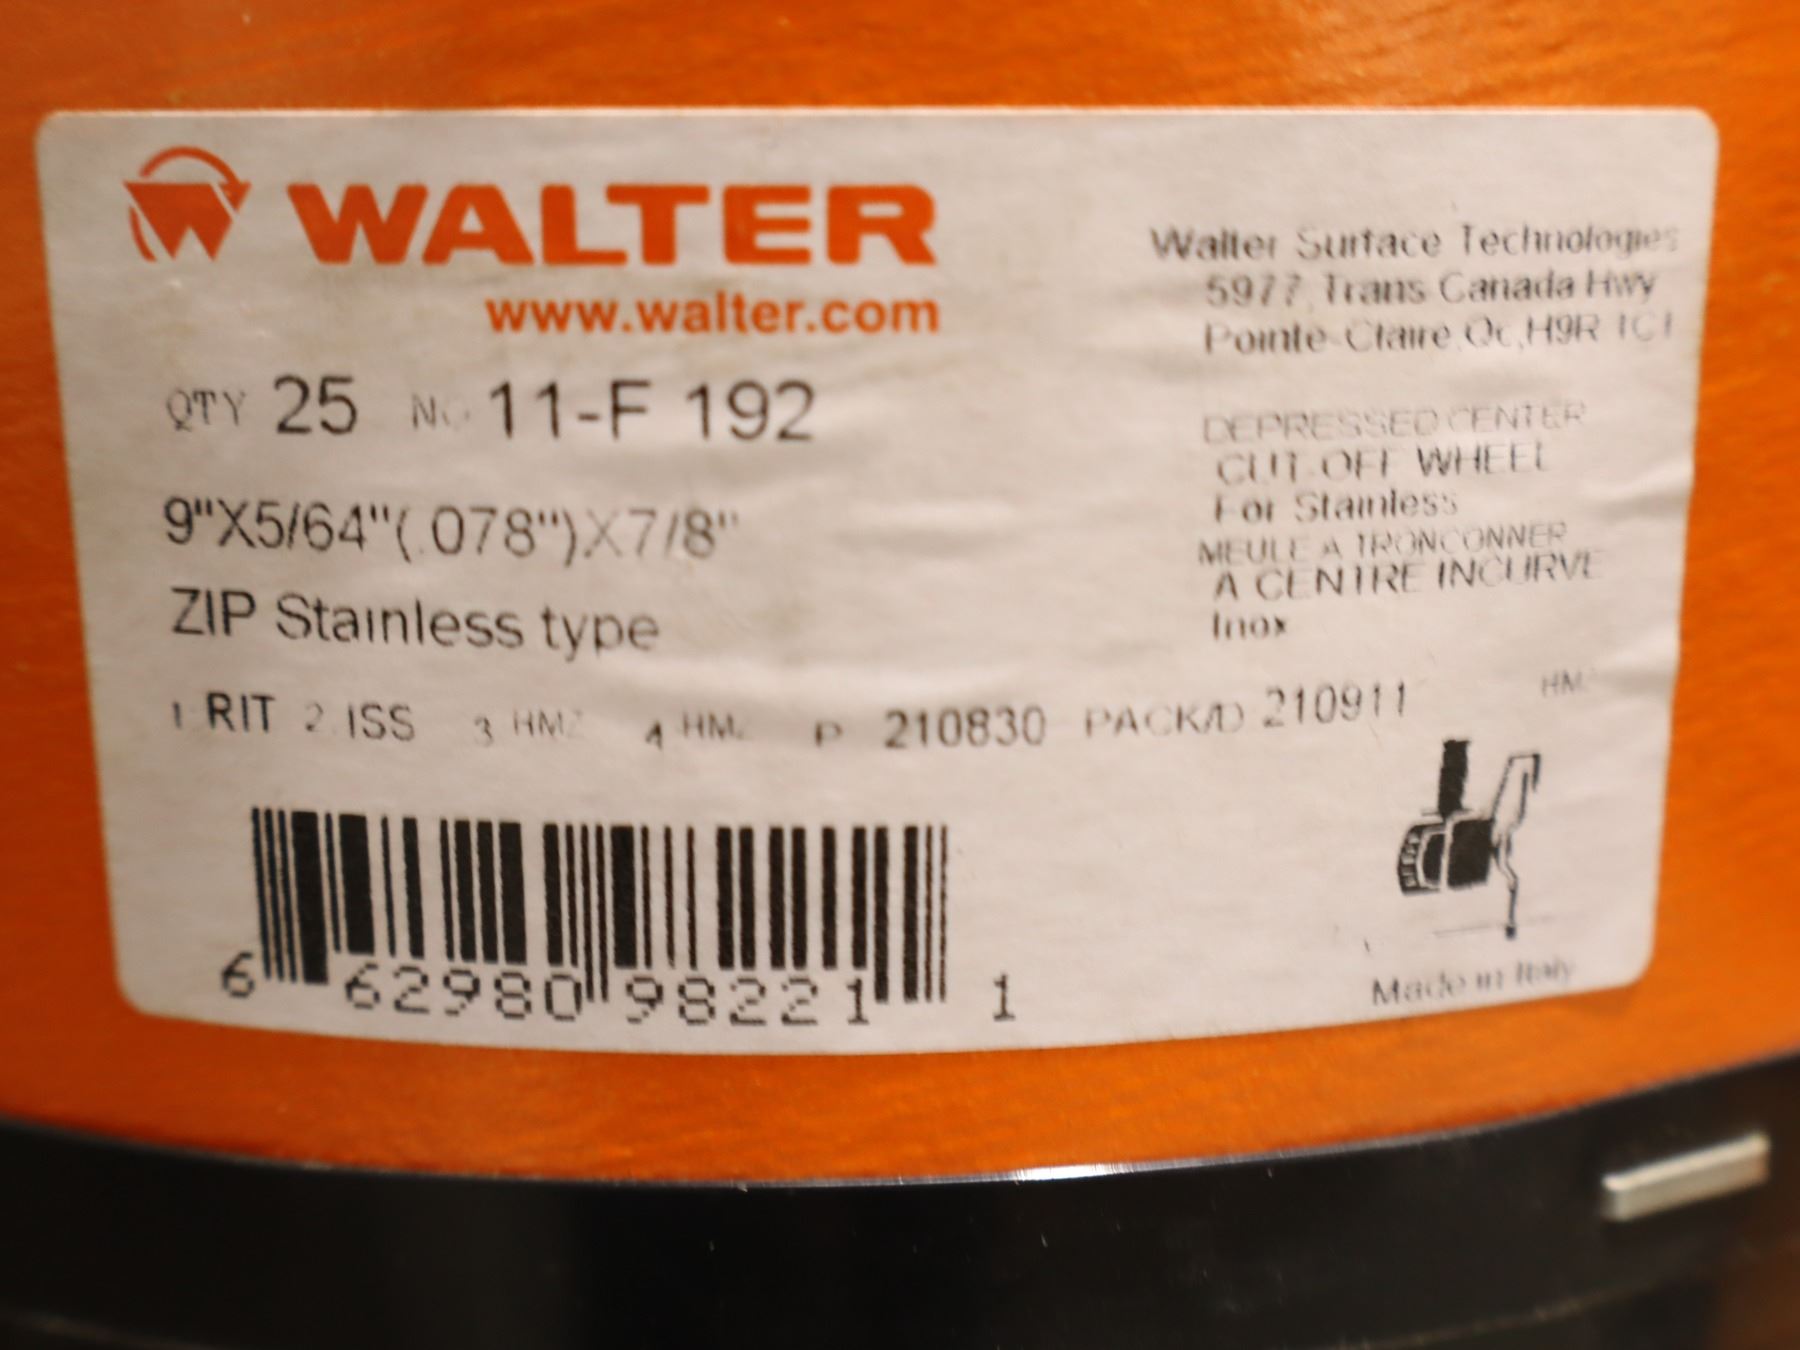 WALTER
www.walter.com
QTY 25 NO 11-F 192
9"X5/64"(.078")X7/8"
ZIP Stainless type
1 RIT 2 ISS 3 HM 4 HM P 210830 PACK/D 210911
HM
6 62980 98221 1
Walter Surface Technologies
5977, Trans Canada Hwy
Pointe-Claire, Qc, H9R 1C1
DEPRESSED CENTER
CUT-OFF WHEEL
For Stainless
MEULE A TRONCONNER
A CENTRE INCURVE
Inox
Made in Italy